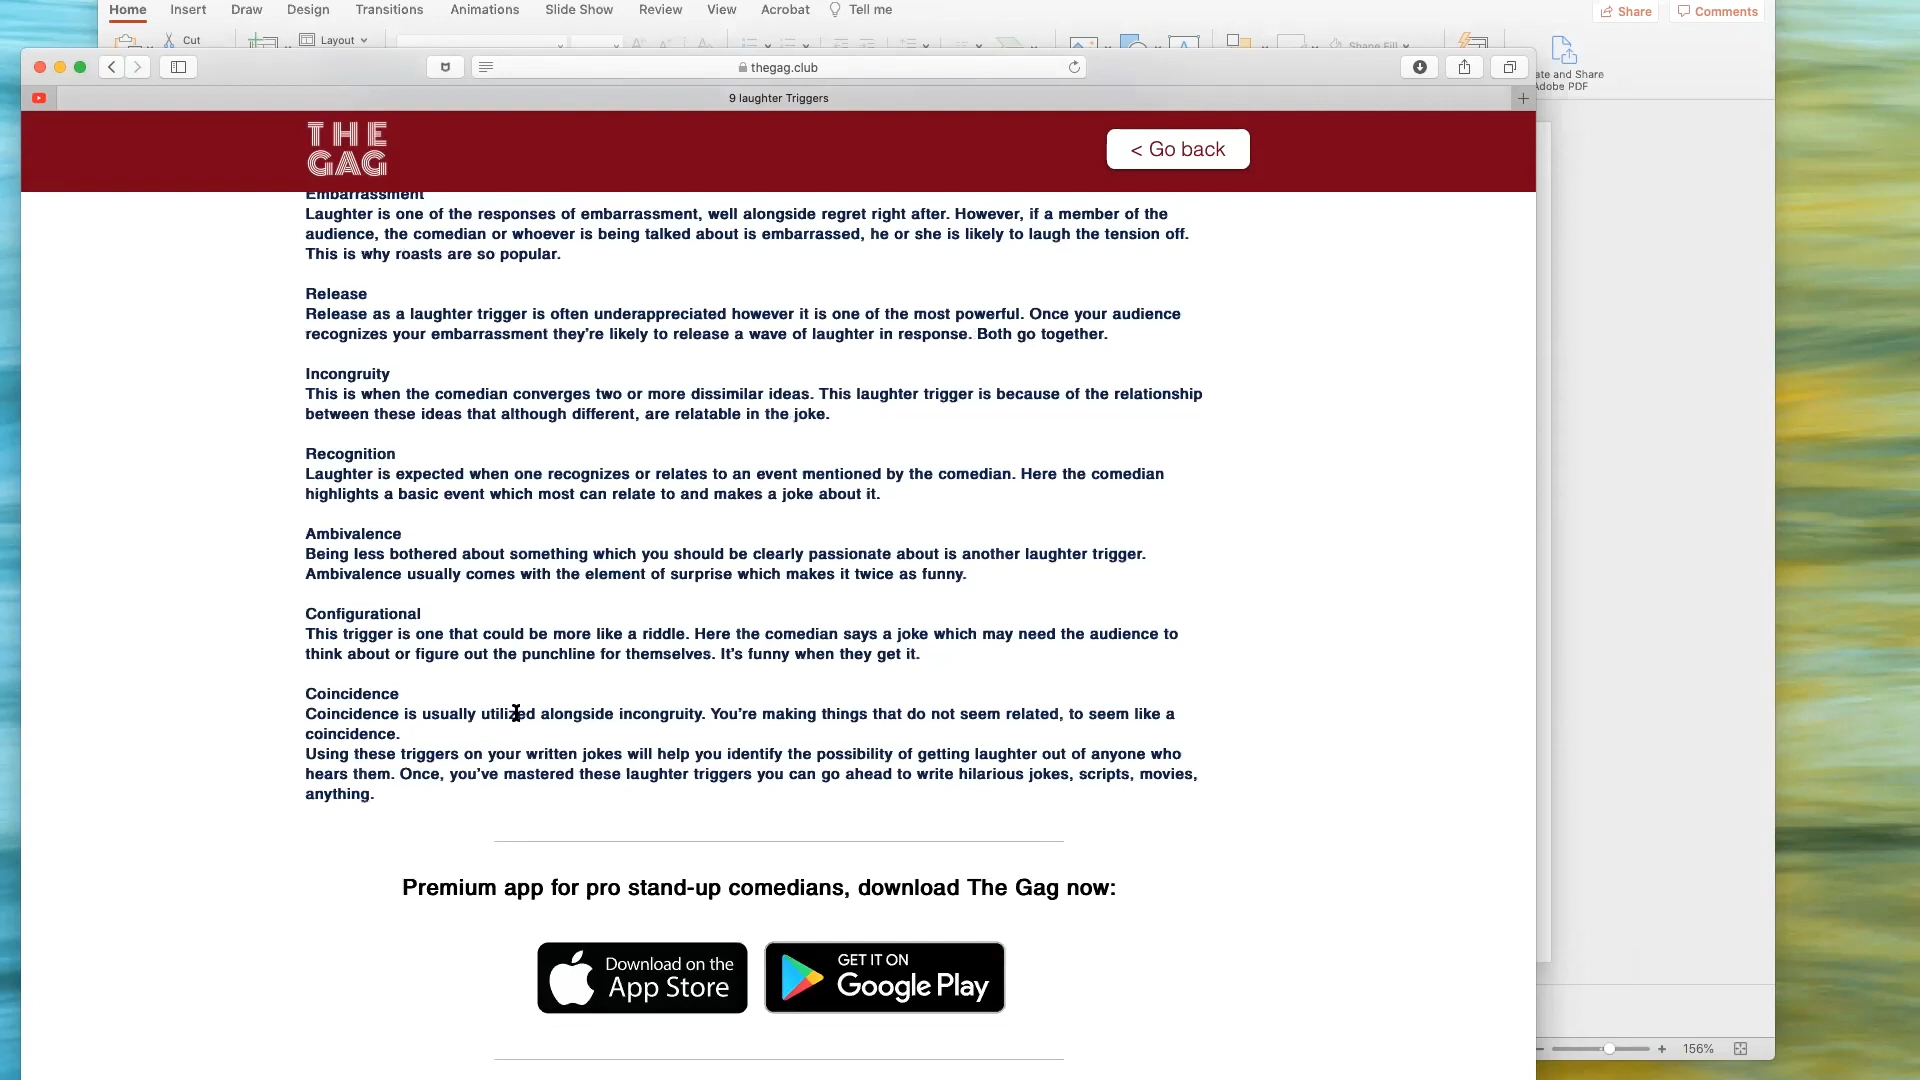 Home Insert Draw Design Transitions Animations Slide Show Review View Acrobat Tell me
Share Comments
Cut Layout
Shape Fill
ate and Share
Adobe PDF
thegag.club
9 laughter Triggers
THE
GAG
< Go back
Embarrassment
Laughter is one of the responses of embarrassment, well alongside regret right after. However, if a member of the
audience, the comedian or whoever is being talked about is embarrassed, he or she is likely to laugh the tension off.
This is why roasts are so popular.
Release
Release as a laughter trigger is often underappreciated however it is one of the most powerful. Once your audience
recognizes your embarrassment they're likely to release a wave of laughter in response. Both go together.
Incongruity
This is when the comedian converges two or more dissimilar ideas. This laughter trigger is because of the relationship
between these ideas that although different, are relatable in the joke.
Recognition
Laughter is expected when one recognizes or relates to an event mentioned by the comedian. Here the comedian
highlights a basic event which most can relate to and makes a joke about it.
Ambivalence
Being less bothered about something which you should be clearly passionate about is another laughter trigger.
Ambivalence usually comes with the element of surprise which makes it twice as funny.
Configurational
This trigger is one that could be more like a riddle. Here the comedian says a joke which may need the audience to
think about or figure out the punchline for themselves. It's funny when they get it.
Coincidence
Coincidence is usually utilized alongside incongruity. You're making things that do not seem related, to seem like a
coincidence.
Using these triggers on your written jokes will help you identify the possibility of getting laughter out of anyone who
hears them. Once, you've mastered these laughter triggers you can go ahead to write hilarious jokes, scripts, movies,
anything.
Premium app for pro stand-up comedians, download The Gag now:
Download on the
App Store
GET IT ON
Google Play
156%